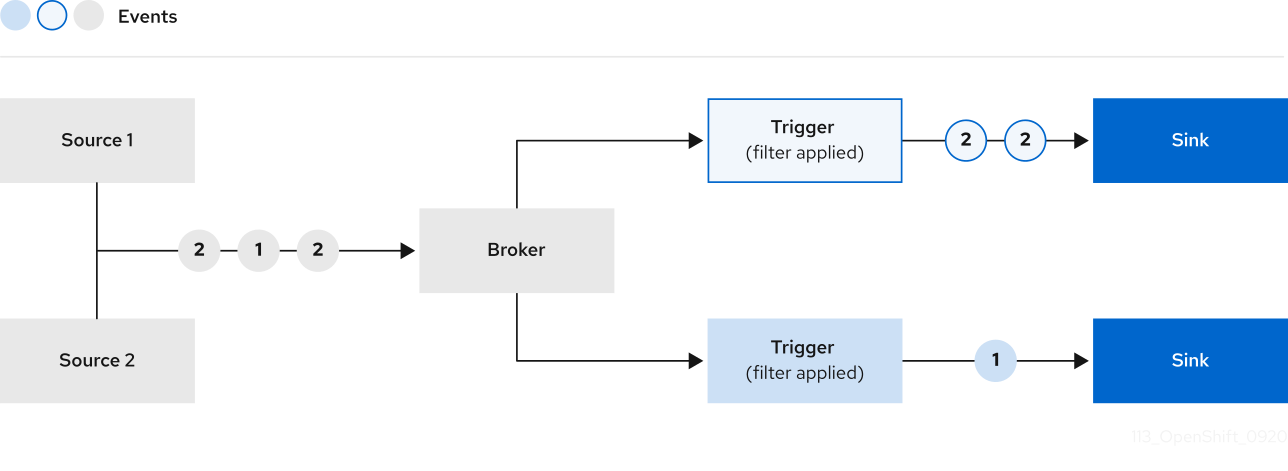 Events
Source 1
Trigger
(filter applied)
2 2
Sink
2 1 2
Broker
Source 2
Trigger
(filter applied)
1
Sink
113_OpenShift_0920